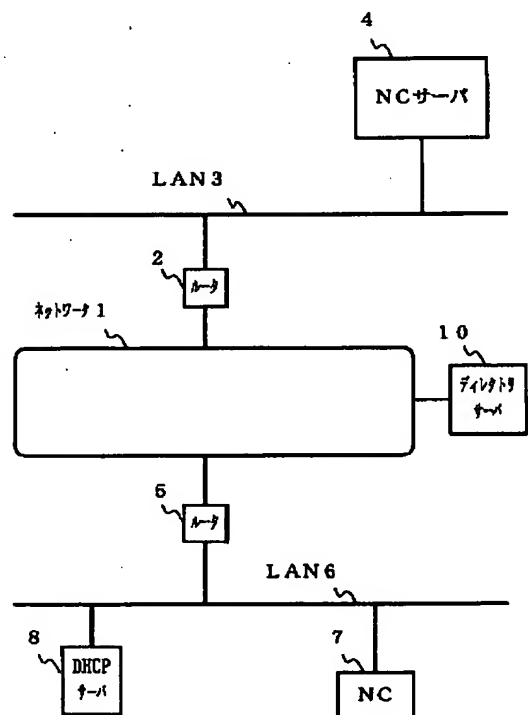 4
NCサーバ
LAN3
2
ルータ
ネットワーク1
10
ディレクトリ
サーバ
5
ルータ
LAN6
8
DHCP
サーバ
7
NC